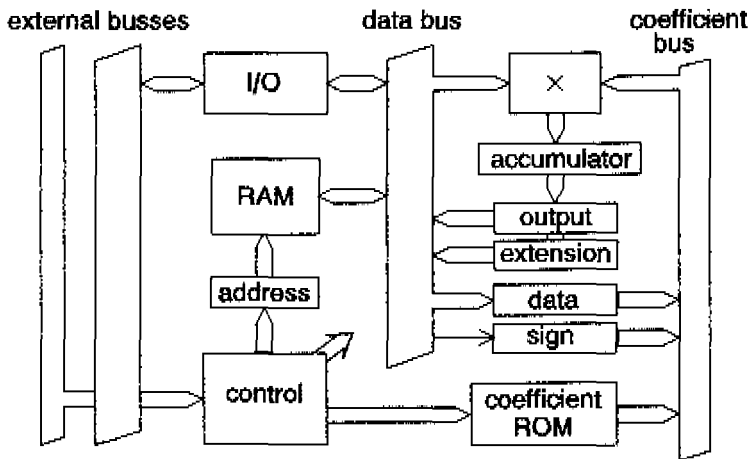 external busses
data bus
coefficient
bus
I/O
×
accumulator
RAM
output
extension
address
data
sign
control
coefficient
ROM